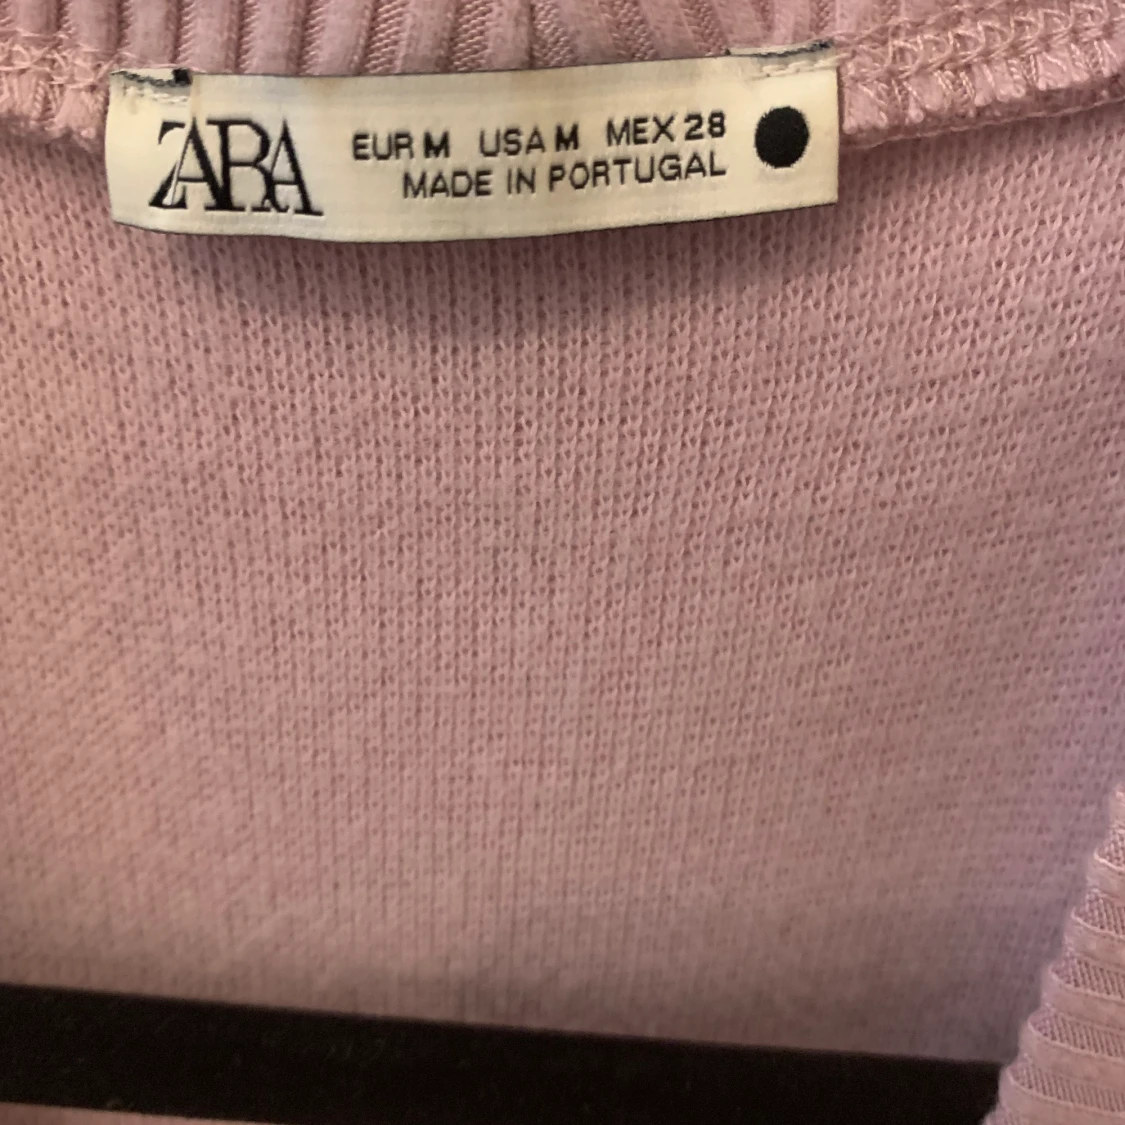 ZARA
EUR M USA M MEX 28
MADE IN PORTUGAL